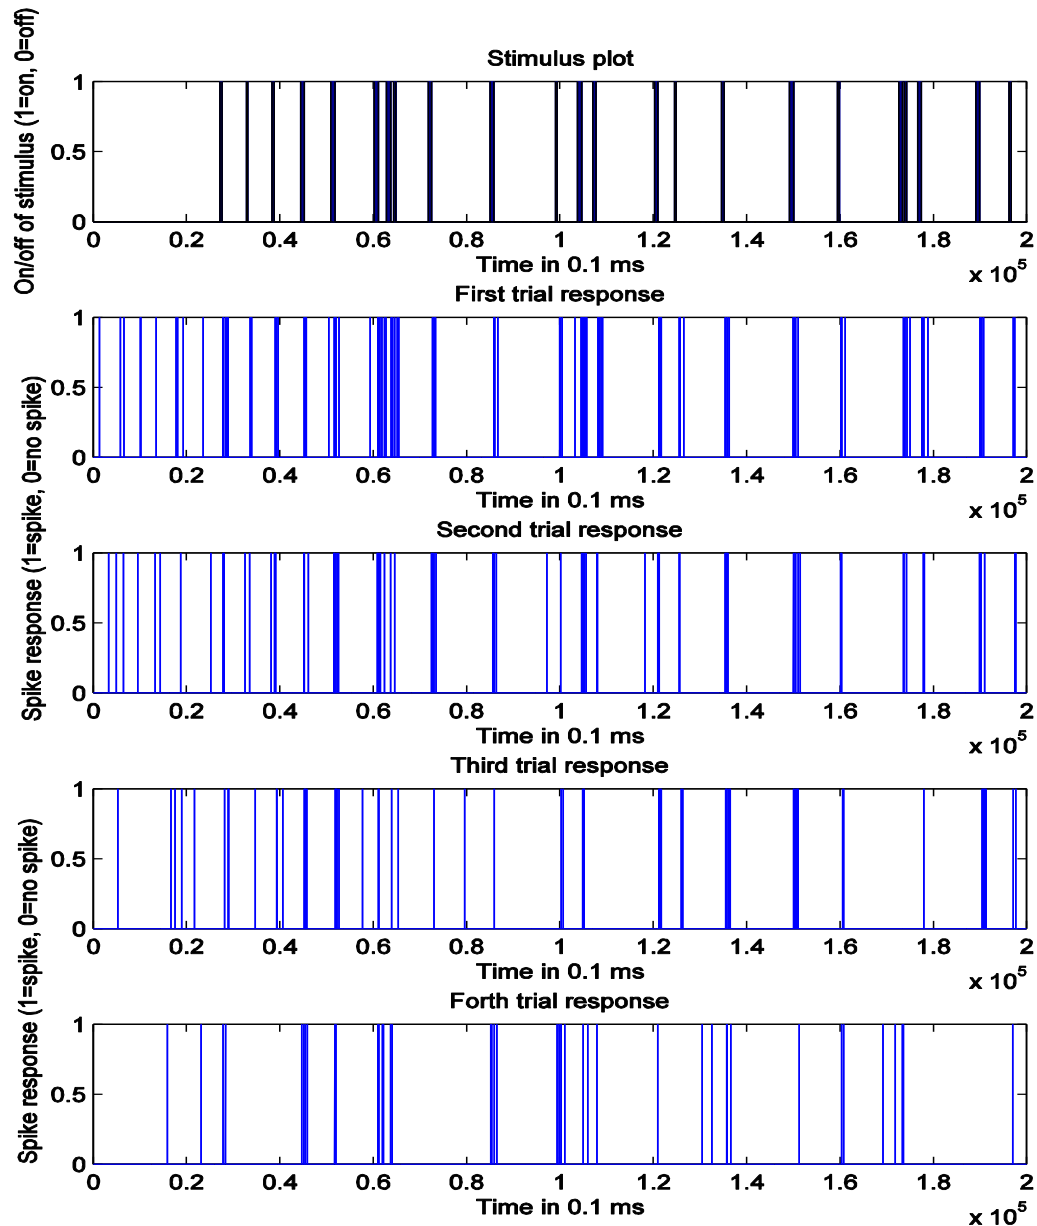 On/off of stimulus (1=on, 0=off)
Stimulus plot
1
0.5
0
0 0.2 0.4 0.6 0.8 1 1.2 1.4 1.6 1.8 2
Time in 0.1 ms
x 10^5
First trial response
Spike response (1=spike, 0=no spike)
1
0.5
0
0 0.2 0.4 0.6 0.8 1 1.2 1.4 1.6 1.8 2
Time in 0.1 ms
x 10^5
Second trial response
1
0.5
0
0 0.2 0.4 0.6 0.8 1 1.2 1.4 1.6 1.8 2
Time in 0.1 ms
x 10^5
Third trial response
Spike response (1=spike, 0=no spike)
1
0.5
0
0 0.2 0.4 0.6 0.8 1 1.2 1.4 1.6 1.8 2
Time in 0.1 ms
x 10^5
Forth trial response
1
0.5
0
0 0.2 0.4 0.6 0.8 1 1.2 1.4 1.6 1.8 2
Time in 0.1 ms
x 10^5